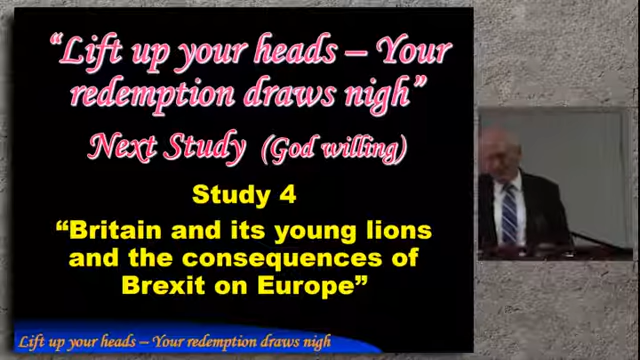 “Lift up your heads – Your
redemption draws nigh”
Next Study (God willing)
Study 4
“Britain and its young lions
and the consequences of
Brexit on Europe”
Lift up your heads – Your redemption draws nigh